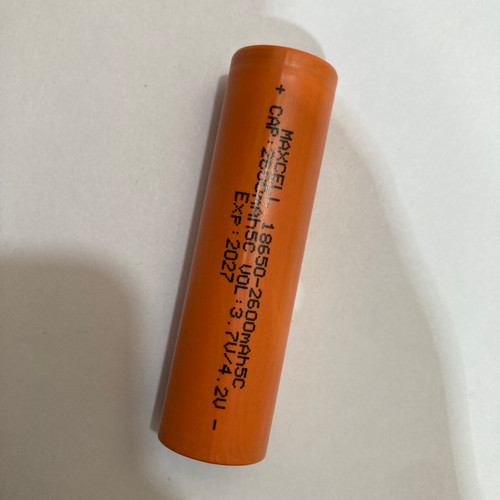 MAXCELL 18650-2600mAh5C
+ CAP:2600mAh5C VOL:3.7V/4.2V -
Exp:2027